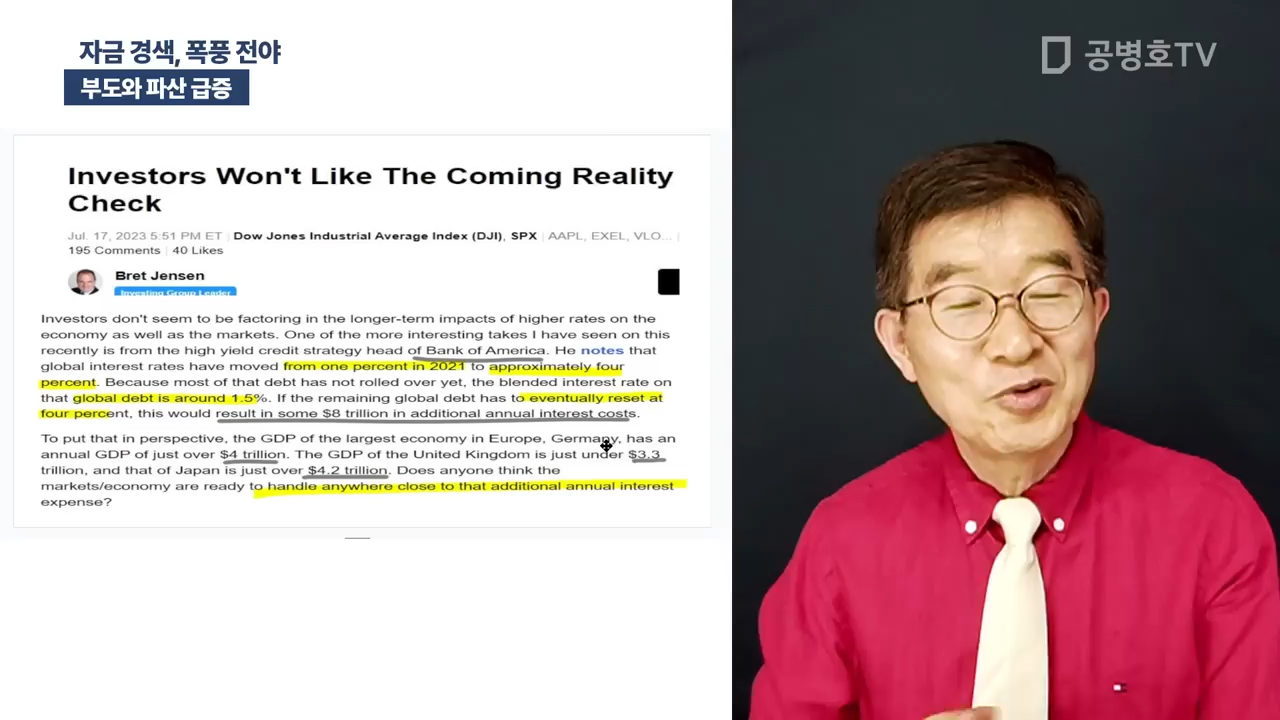 자금 경색, 폭풍 전야
부도와 파산 급증
공병호TV
Investors Won't Like The Coming Reality
Check
Jul. 17, 2023 5:51 PM ET | Dow Jones Industrial Average Index (DJI), SPX | AAPL, EXEL, VLO... |
195 Comments | 40 Likes
Bret Jensen
Investing Group Leader
Investors don't seem to be factoring in the longer-term impacts of higher rates on the
economy as well as the markets. One of the more interesting takes I have seen on this
recently is from the high yield credit strategy head of Bank of America. He notes that
global interest rates have moved from one percent in 2021 to approximately four
percent. Because most of that debt has not rolled over yet, the blended interest rate on
that global debt is around 1.5%. If the remaining global debt has to eventually reset at
four percent, this would result in some $8 trillion in additional annual interest costs.
To put that in perspective, the GDP of the largest economy in Europe, Germany, has an
annual GDP of just over $4 trillion. The GDP of the United Kingdom is just under $3.3
trillion, and that of Japan is just over $4.2 trillion. Does anyone think the
markets/economy are ready to handle anywhere close to that additional annual interest
expense?